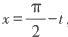 x = π/2 − t,